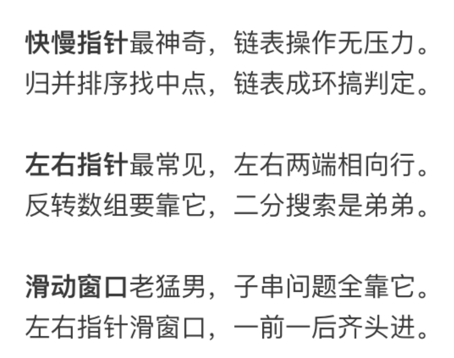 快慢指针最神奇，链表操作无压力。
归并排序找中点，链表成环搞判定。
左右指针最常见，左右两端相向行。
反转数组要靠它，二分搜索是弟弟。
滑动窗口老猛男，子串问题全靠它。
左右指针滑窗口，一前一后齐头进。